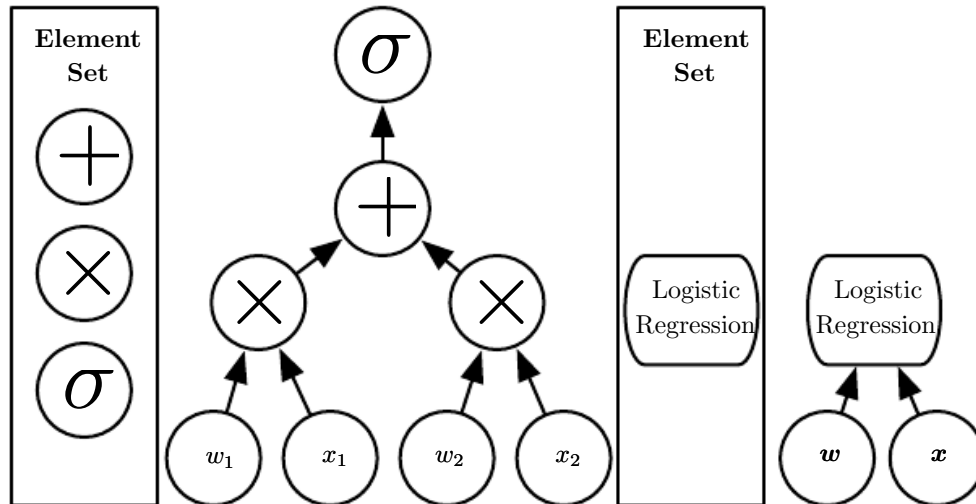 Element
Set
+
×
σ
σ
+
×
×
w₁
x₁
w₂
x₂
Element
Set
Logistic
Regression
Logistic
Regression
w
x